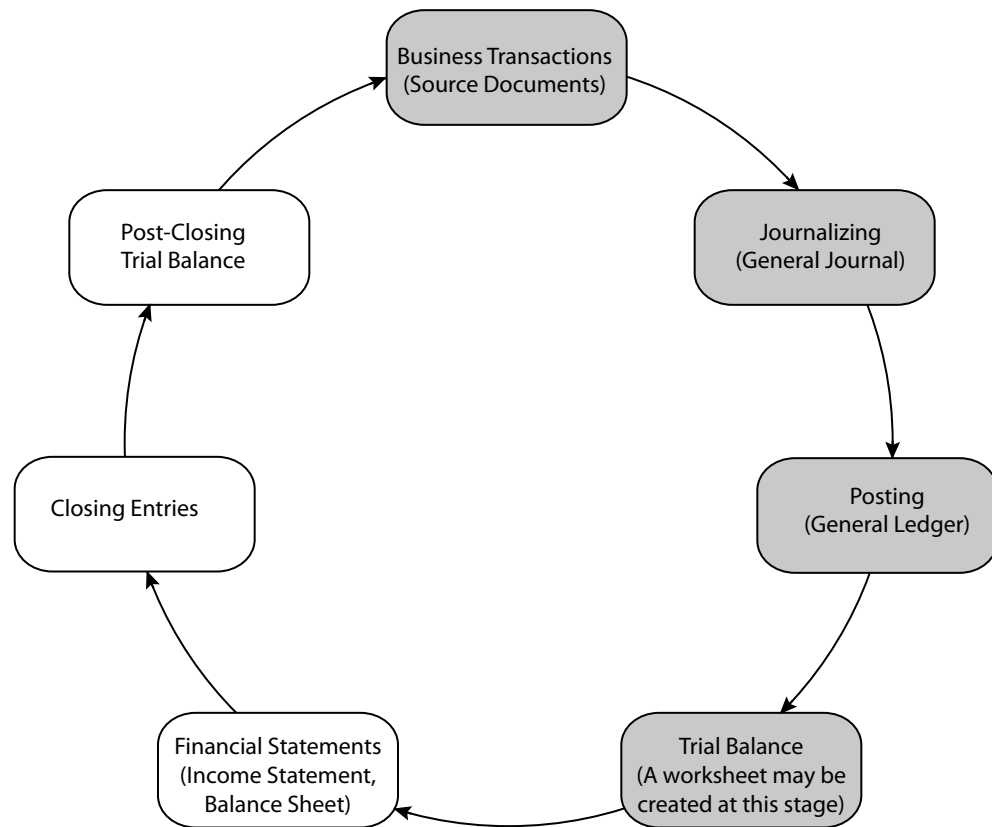 Business Transactions
(Source Documents)
Journalizing
(General Journal)
Posting
(General Ledger)
Trial Balance
(A worksheet may be
created at this stage)
Financial Statements
(Income Statement,
Balance Sheet)
Closing Entries
Post-Closing
Trial Balance